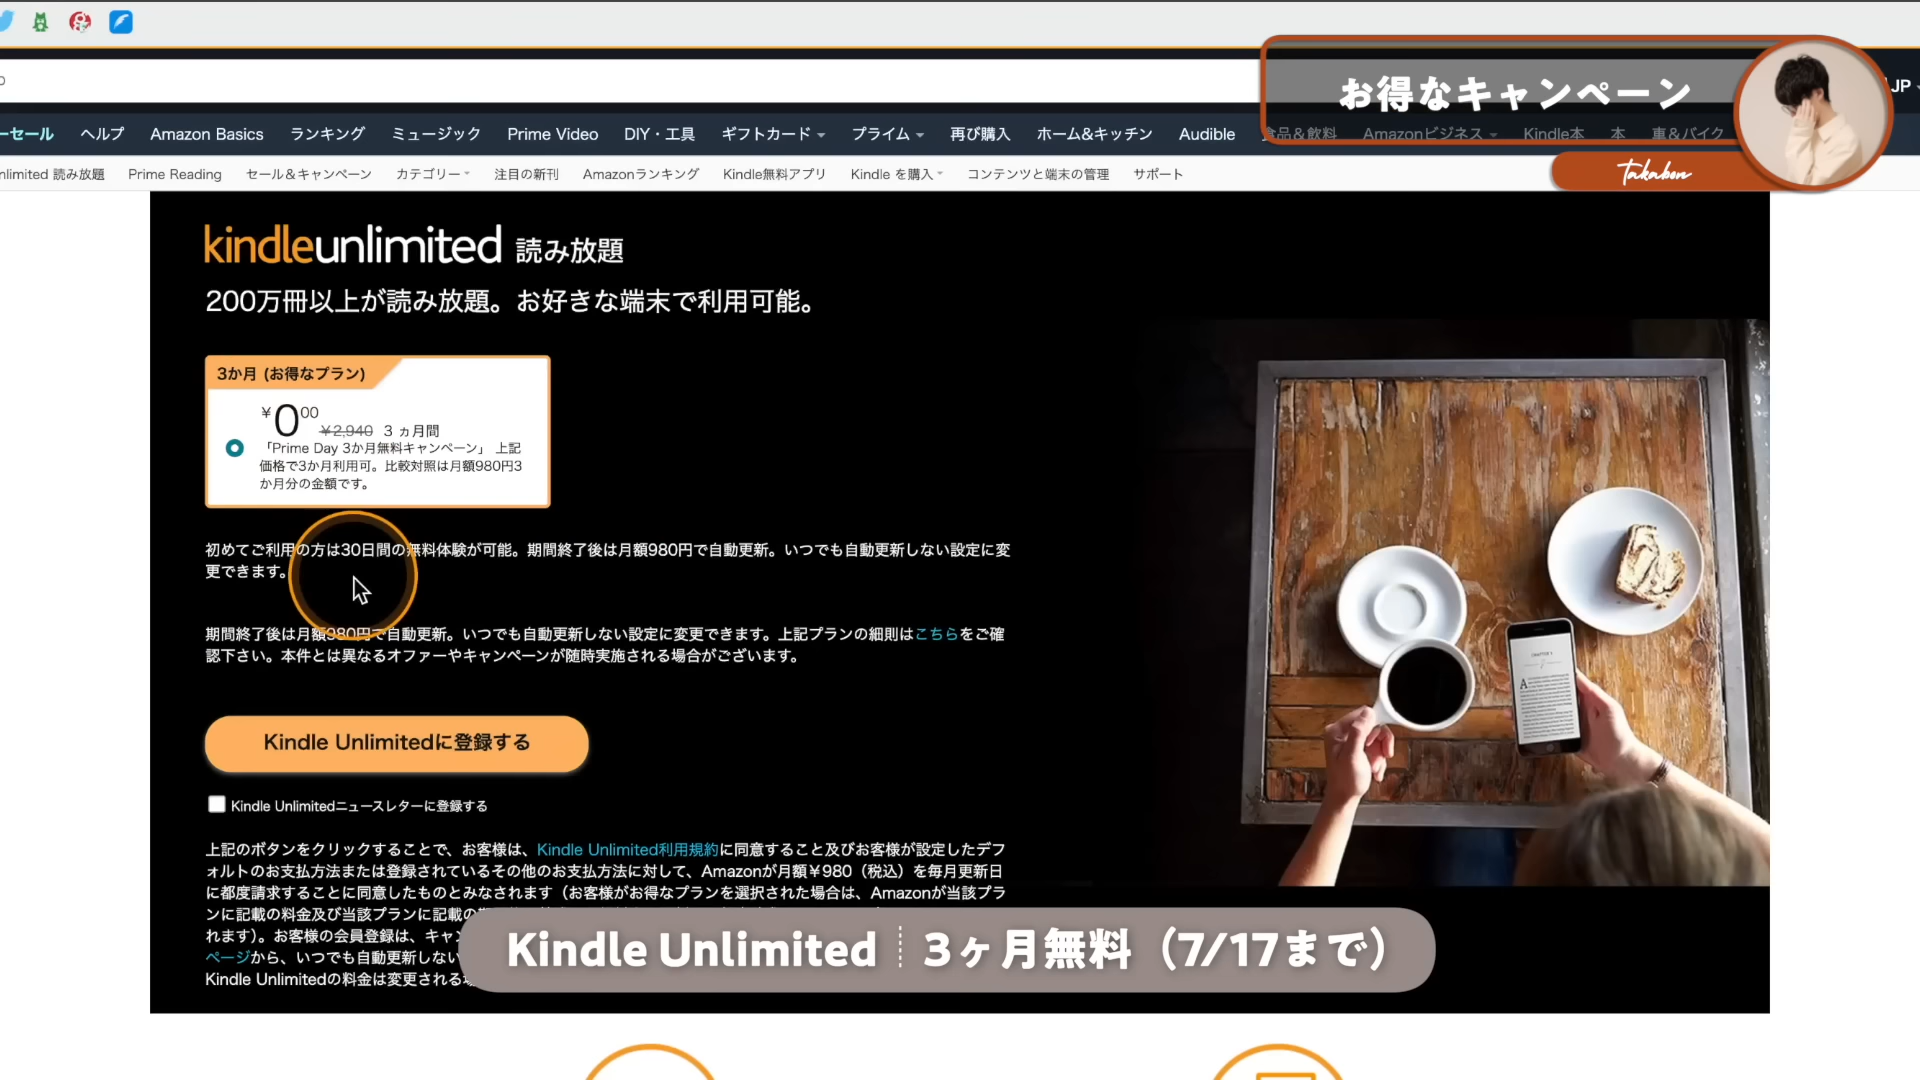 JP
お得なキャンペーン
ーセール ヘルプ Amazon Basics ランキング ミュージック Prime Video DIY・工具 ギフトカード プライム 再び購入 ホーム&キッチン Audible 食品&飲料 Amazonビジネス Kindle本 本 車&バイク
nlimited 読み放題 Prime Reading セール&キャンペーン カテゴリー 注目の新刊 Amazonランキング Kindle無料アプリ Kindle を購入 コンテンツと端末の管理 サポート
Takabon
kindleunlimited 読み放題
200万冊以上が読み放題。お好きな端末で利用可能。
3か月 (お得なプラン)
¥000
¥2,940 3 ヵ月間
「Prime Day 3か月無料キャンペーン」 上記
価格で3か月利用可。比較対照は月額980円3
か月分の金額です。
初めてご利用の方は30日間の無料体験が可能。期間終了後は月額980円で自動更新。いつでも自動更新しない設定に変
更できます。
期間終了後は月額980円で自動更新。いつでも自動更新しない設定に変更できます。上記プランの細則はこちらをご確
認下さい。本件とは異なるオファーやキャンペーンが随時実施される場合がございます。
Kindle Unlimitedに登録する
Kindle Unlimitedニュースレターに登録する
上記のボタンをクリックすることで、お客様は、Kindle Unlimited利用規約に同意すること及びお客様が設定したデフ
ォルトのお支払方法または登録されているその他のお支払方法に対して、Amazonが月額¥980（税込）を毎月更新日
に都度請求することに同意したものとみなされます（お客様がお得なプランを選択された場合は、Amazonが当該プラ
ンに記載の料金及び当該プランに記載の
れます）。お客様の会員登録は、キャン
ページから、いつでも自動更新しない
Kindle Unlimitedの料金は変更される
Kindle Unlimited 3ヶ月無料（7/17まで）